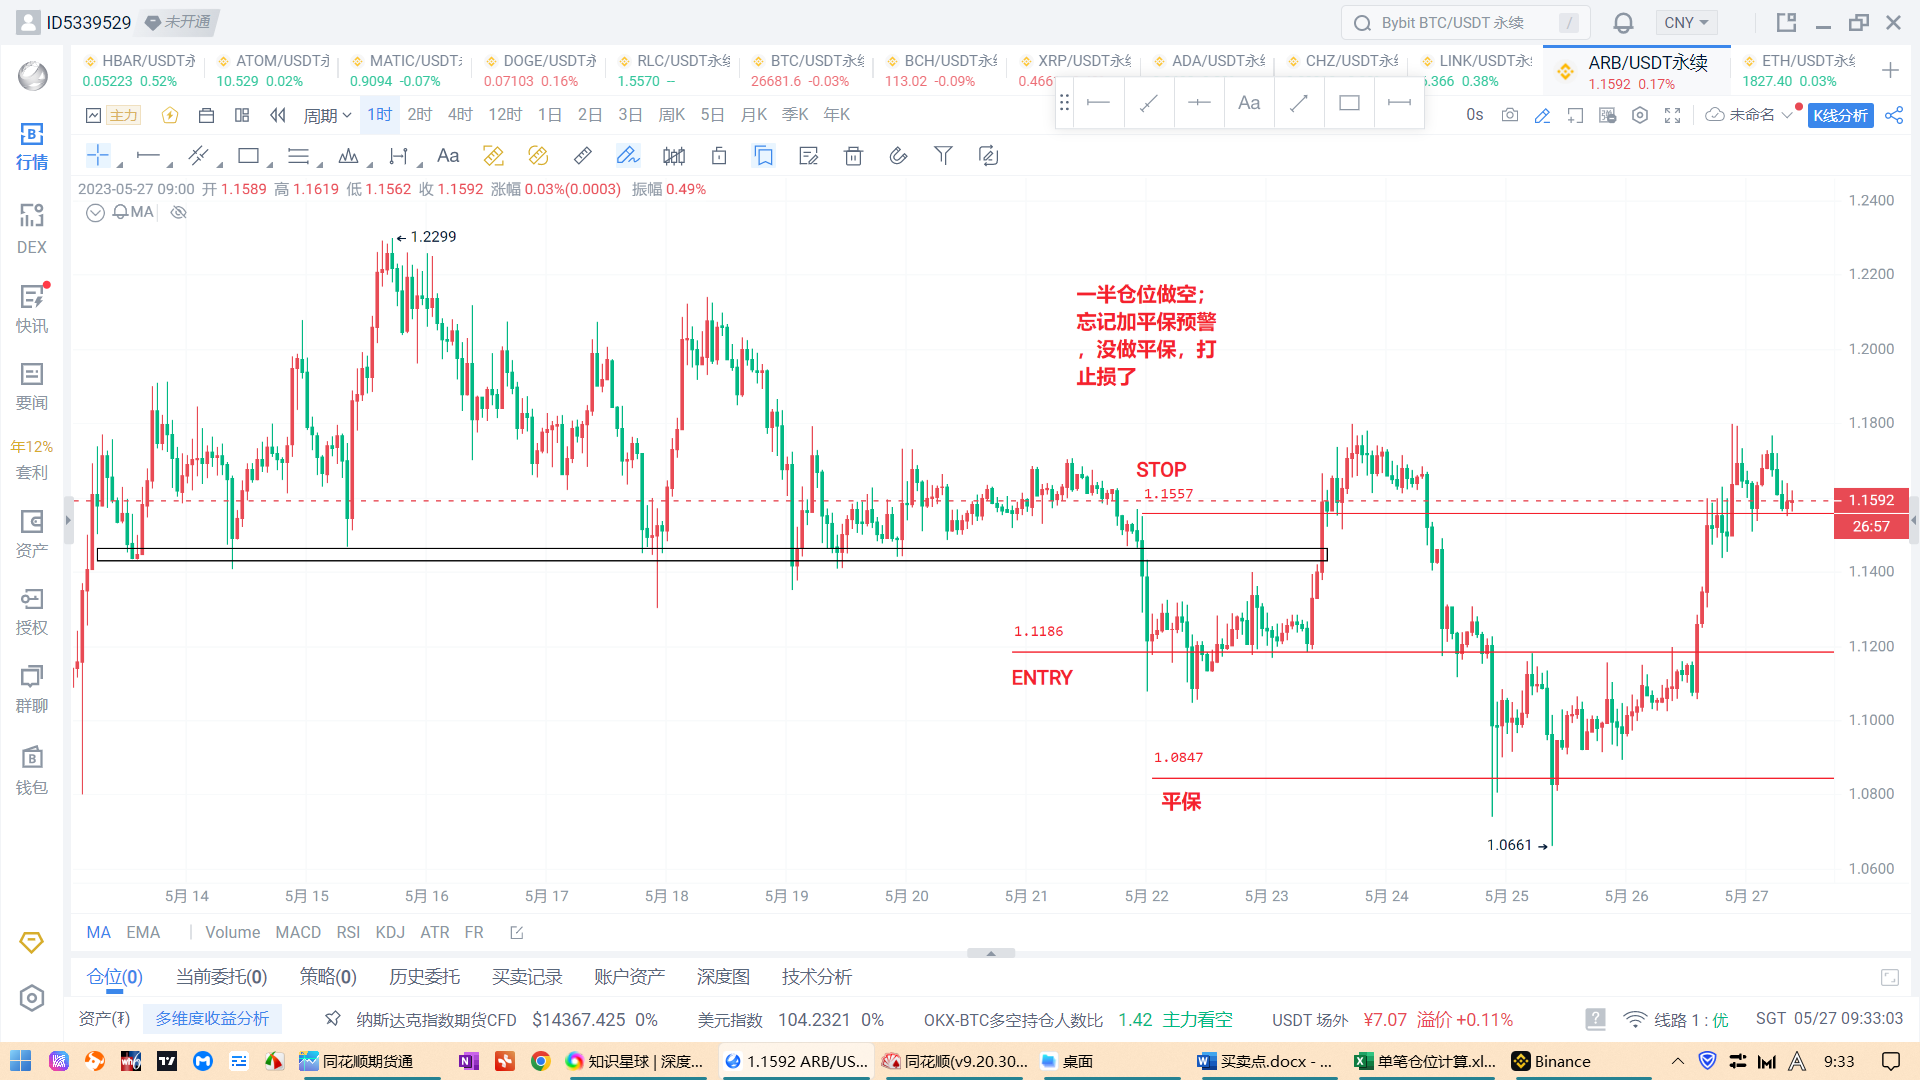 ID5339529 未开通
Bybit BTC/USDT 永续 /
CNY
HBAR/USDT永
0.05223 0.52%
ATOM/USDT永
10.529 0.02%
MATIC/USDT永
0.9094 -0.07%
DOGE/USDT永
0.07103 0.16%
RLC/USDT永续
1.5570 --
BTC/USDT永续
26681.6 -0.03%
BCH/USDT永续
113.02 -0.09%
XRP/USDT永续
0.466
ADA/USDT永续
CHZ/USDT永续
LINK/USDT永续
.366 0.38%
ARB/USDT永续
1.1592 0.17%
ETH/USDT永续
1827.40 0.03%
主力
周期 1时 2时 4时 12时 1日 2日 3日 周K 5日 月K 季K 年K
0s
未命名
K线分析
Aa
Aa
2023-05-27 09:00 开 1.1589 高 1.1619 低 1.1562 收 1.1592 涨幅 0.03%(0.0003) 振幅 0.49%
MA
行情
DEX
快讯
要闻
年12%
套利
资产
授权
群聊
钱包
1.2299
一半仓位做空；
忘记加平保预警
，没做平保，打
止损了
STOP
1.1557
1.1186
ENTRY
1.0847
平保
1.0661
1.2400
1.2200
1.2000
1.1800
1.1592
26:57
1.1400
1.1200
1.1000
1.0800
1.0600
5月 14 5月 15 5月 16 5月 17 5月 18 5月 19 5月 20 5月 21 5月 22 5月 23 5月 24 5月 25 5月 26 5月 27
MA EMA Volume MACD RSI KDJ ATR FR
仓位(0) 当前委托(0) 策略(0) 历史委托 买卖记录 账户资产 深度图 技术分析
资产(₮) 多维度收益分析 纳斯达克指数期货CFD $14367.425 0% 美元指数 104.2321 0% OKX-BTC多空持仓人数比 1.42 主力看空 USDT 场外 ¥7.07 溢价 +0.11% 线路 1 : 优 SGT 05/27 09:33:03
同花顺期货通
知识星球 | 深度...
1.1592 ARB/US...
同花顺(v9.20.30...
桌面
买卖点.docx - ...
单笔仓位计算.xl...
Binance
9:33